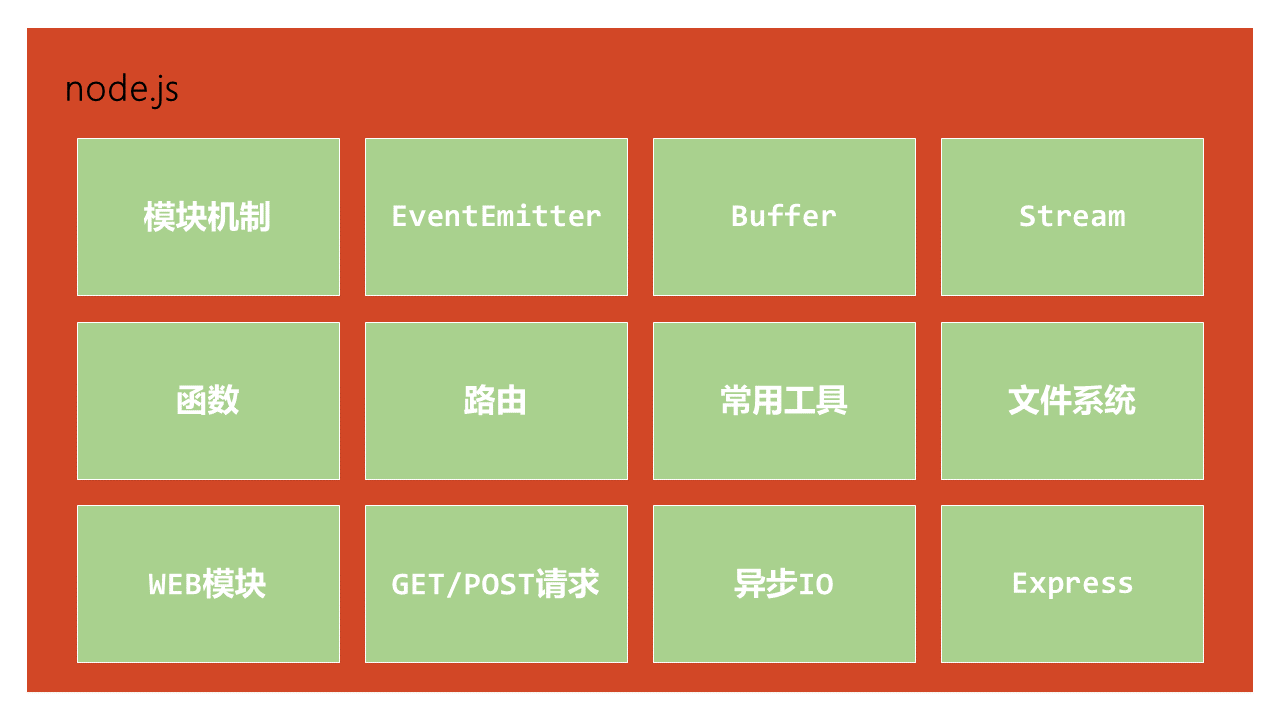 node.js
模块机制
EventEmitter
Buffer
Stream
函数
路由
常用工具
文件系统
WEB模块
GET/POST请求
异步IO
Express